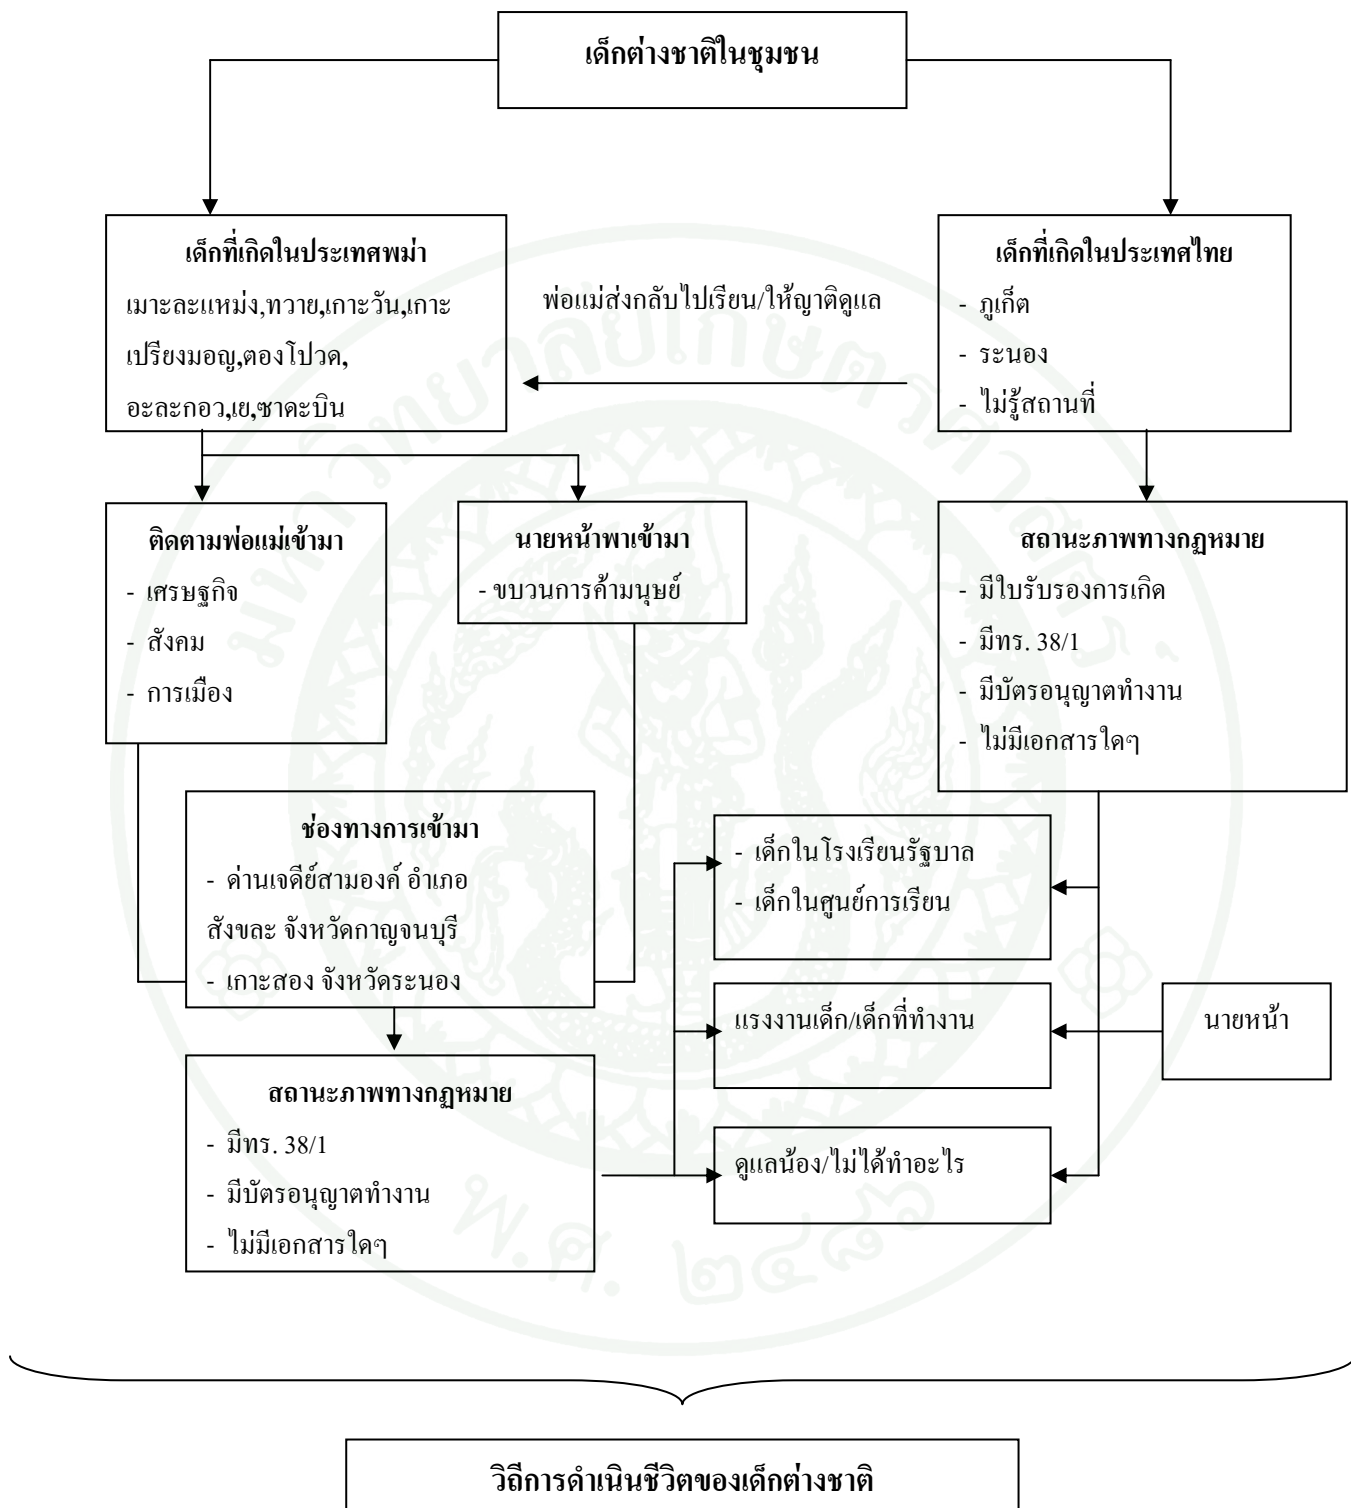 เด็กต่างชาติในชุมชน
เด็กที่เกิดในประเทศพม่า
เมาะละแหม่ง,ทวาย,เกาะวัน,เกาะ
เปรียงมอญ,ตองโปวด,
อะละกอว,เย,ซาดะบิน
พ่อแม่ส่งกลับไปเรียน/ให้ญาติดูแล
เด็กที่เกิดในประเทศไทย
- ภูเก็ต
- ระนอง
- ไม่รู้สถานที่
ติดตามพ่อแม่เข้ามา
- เศรษฐกิจ
- สังคม
- การเมือง
นายหน้าพาเข้ามา
- ขบวนการค้ามนุษย์
สถานะภาพทางกฎหมาย
- มีใบรับรองการเกิด
- มีทร. 38/1
- มีบัตรอนุญาตทำงาน
- ไม่มีเอกสารใดๆ
ช่องทางการเข้ามา
- ด่านเจดีย์สามองค์ อำเภอ
สังขละ จังหวัดกาญจนบุรี
- เกาะสอง จังหวัดระนอง
- เด็กในโรงเรียนรัฐบาล
- เด็กในศูนย์การเรียน
แรงงานเด็ก/เด็กที่ทำงาน
นายหน้า
สถานะภาพทางกฎหมาย
- มีทร. 38/1
- มีบัตรอนุญาตทำงาน
- ไม่มีเอกสารใดๆ
ดูแลน้อง/ไม่ได้ทำอะไร
วิถีการดำเนินชีวิตของเด็กต่างชาติ
มหาวิทยาลัยเกษตรศาสตร์
พ.ศ. ๒๔๘๖